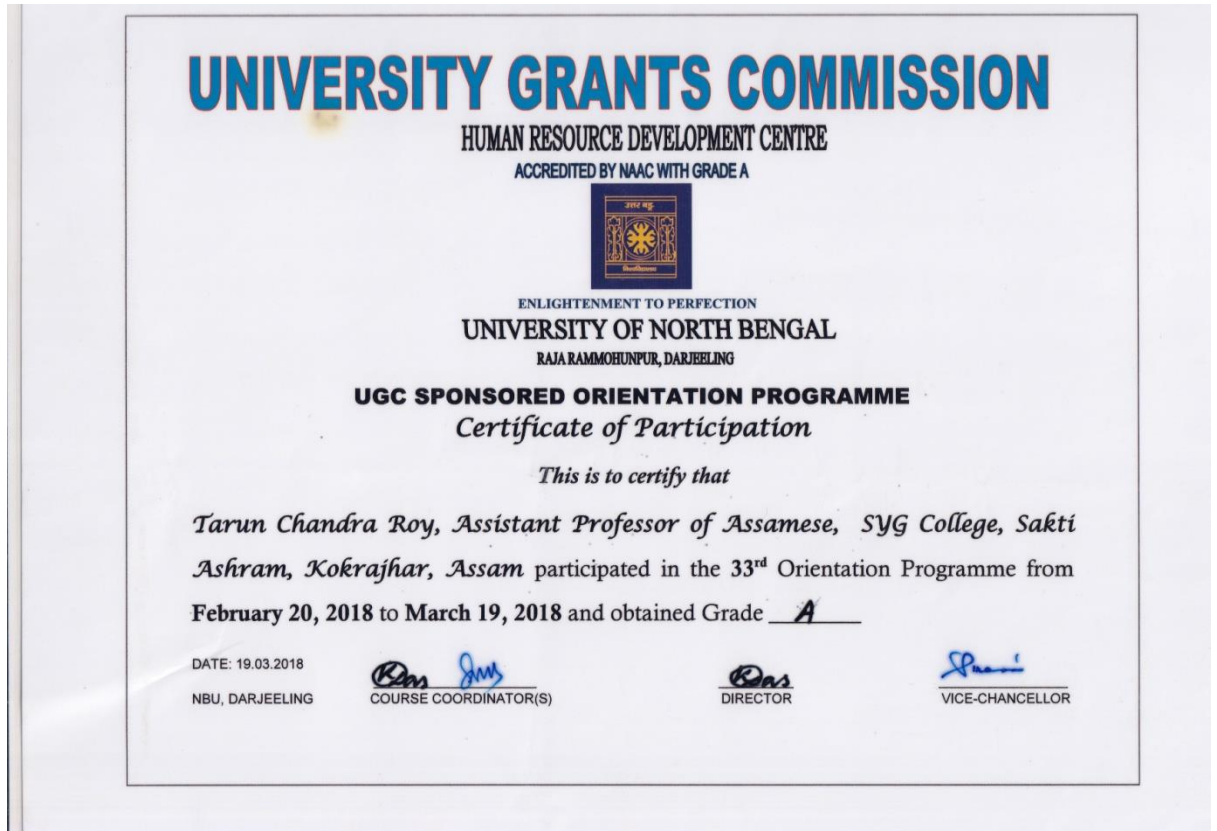 UNIVERSITY GRANTS COMMISSION
HUMAN RESOURCE DEVELOPMENT CENTRE
ACCREDITED BY NAAC WITH GRADE A
ENLIGHTENMENT TO PERFECTION
UNIVERSITY OF NORTH BENGAL
RAJA RAMMOHUNPUR, DARJEELING
UGC SPONSORED ORIENTATION PROGRAMME
Certificate of Participation
This is to certify that
Tarun Chandra Roy, Assistant Professor of Assamese, SYG College, Sakti
Ashram, Kokrajhar, Assam participated in the 33rd Orientation Programme from
February 20, 2018 to March 19, 2018 and obtained Grade A
DATE: 19.03.2018
NBU, DARJEELING
KDas
COURSE COORDINATOR(S)
KDas
DIRECTOR
VICE-CHANCELLOR